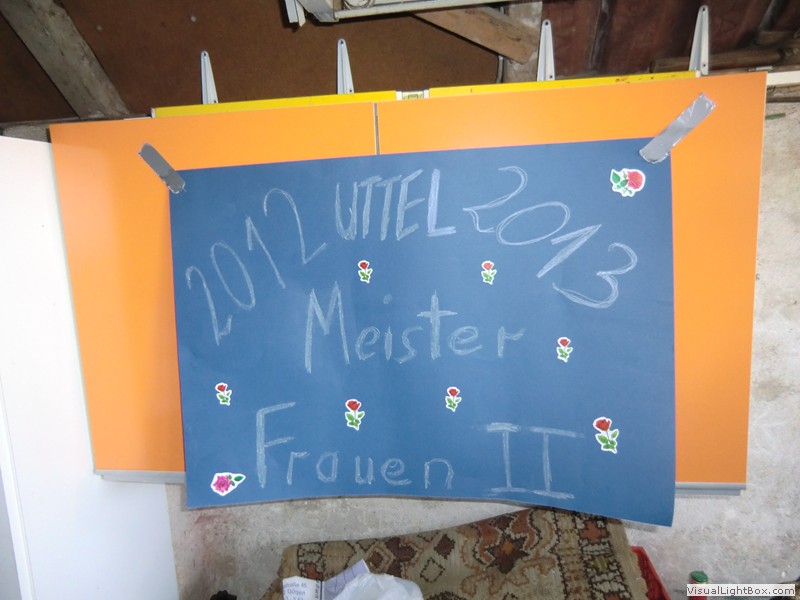 2012 UTTEL 2013
Meister
Frauen II
VisualLightBox.com